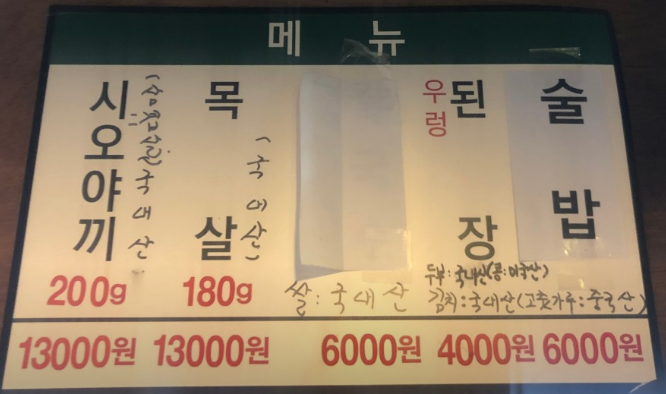 메뉴
시오야끼
(삼겹살)국내산
200g
13000원
목살
(국내산)
180g
13000원
쌀:국내산
6000원
우렁
된장
4000원
술밥
6000원
두부:국내산(콩:미국산)
김치:국내산(고춧가루:중국산)